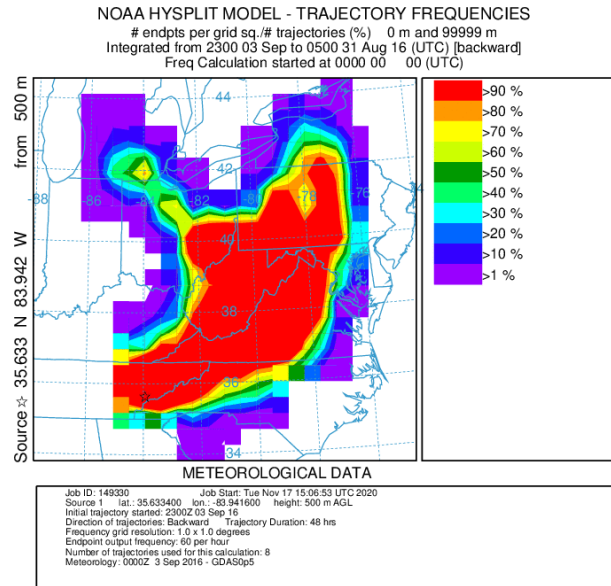 NOAA HYSPLIT MODEL - TRAJECTORY FREQUENCIES
# endpts per grid sq./# trajectories (%) 0 m and 99999 m
Integrated from 2300 03 Sep to 0500 31 Aug 16 (UTC) [backward]
Freq Calculation started at 0000 00 00 (UTC)
Source ☆ 35.633 N 83.942 W from 500 m
44
-88
-86
-84
-82
-80
-78
-76
42
40
38
36
34
>90 %
>80 %
>70 %
>60 %
>50 %
>40 %
>30 %
>20 %
>10 %
>1 %
METEOROLOGICAL DATA
Job ID: 149330 Job Start: Tue Nov 17 15:06:53 UTC 2020
Source 1 lat.: 35.633400 lon.: -83.941600 height: 500 m AGL
Initial trajectory started: 2300Z 03 Sep 16
Direction of trajectories: Backward Trajectory Duration: 48 hrs
Frequency grid resolution: 1.0 x 1.0 degrees
Endpoint output frequency: 60 per hour
Number of trajectories used for this calculation: 8
Meteorology: 0000Z 3 Sep 2016 - GDAS0p5